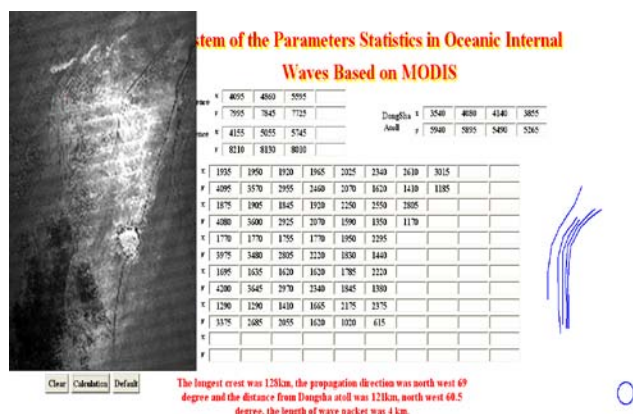 stem of the Parameters Statistics in Oceanic Internal
Waves Based on MODIS
x 4095 4860 5595
ence
y 7995 7845 7725
x 4155 5055 5745
ence
y 8210 8130 8010
DongSha
Atoll
x 3540 4080 4140 3855
y 5940 5895 5490 5265
x 1935 1950 1920 1965 2025 2340 2610 3015
y 4095 3570 2955 2460 2070 1620 1410 1185
x 1875 1905 1845 1920 2250 2550 2805
y 4080 3600 2925 2070 1590 1350 1170
x 1770 1770 1755 1770 1950 2295
y 3975 3480 2805 2220 1830 1440
x 1695 1635 1620 1620 1785 2220
y 4200 3645 2970 2340 1845 1380
x 1290 1290 1410 1665 2175 2375
y 3375 2685 2055 1620 1020 615
x
y
Clear Calculation Default
The longest crest was 128km, the propagation direction was north west 69
degree and the distance from Dongsha atoll was 121km, north west 60.5
degree, the length of wave packet was 4 km.